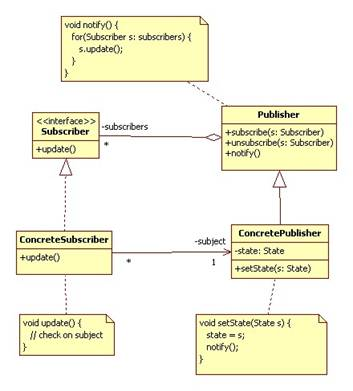 void notify() {
for(Subscriber s: subscribers) {
s.update();
}
}
<<interface>>
Subscriber
+update()
-subscribers
*
Publisher
+subscribe(s: Subscriber)
+unsubscribe(s: Subscriber)
+notify()
ConcreteSubscriber
+update()
-subject
*
1
ConcretePublisher
-state: State
+setState(s: State)
void update() {
// check on subject
}
void setState(State s) {
state = s;
notify();
}